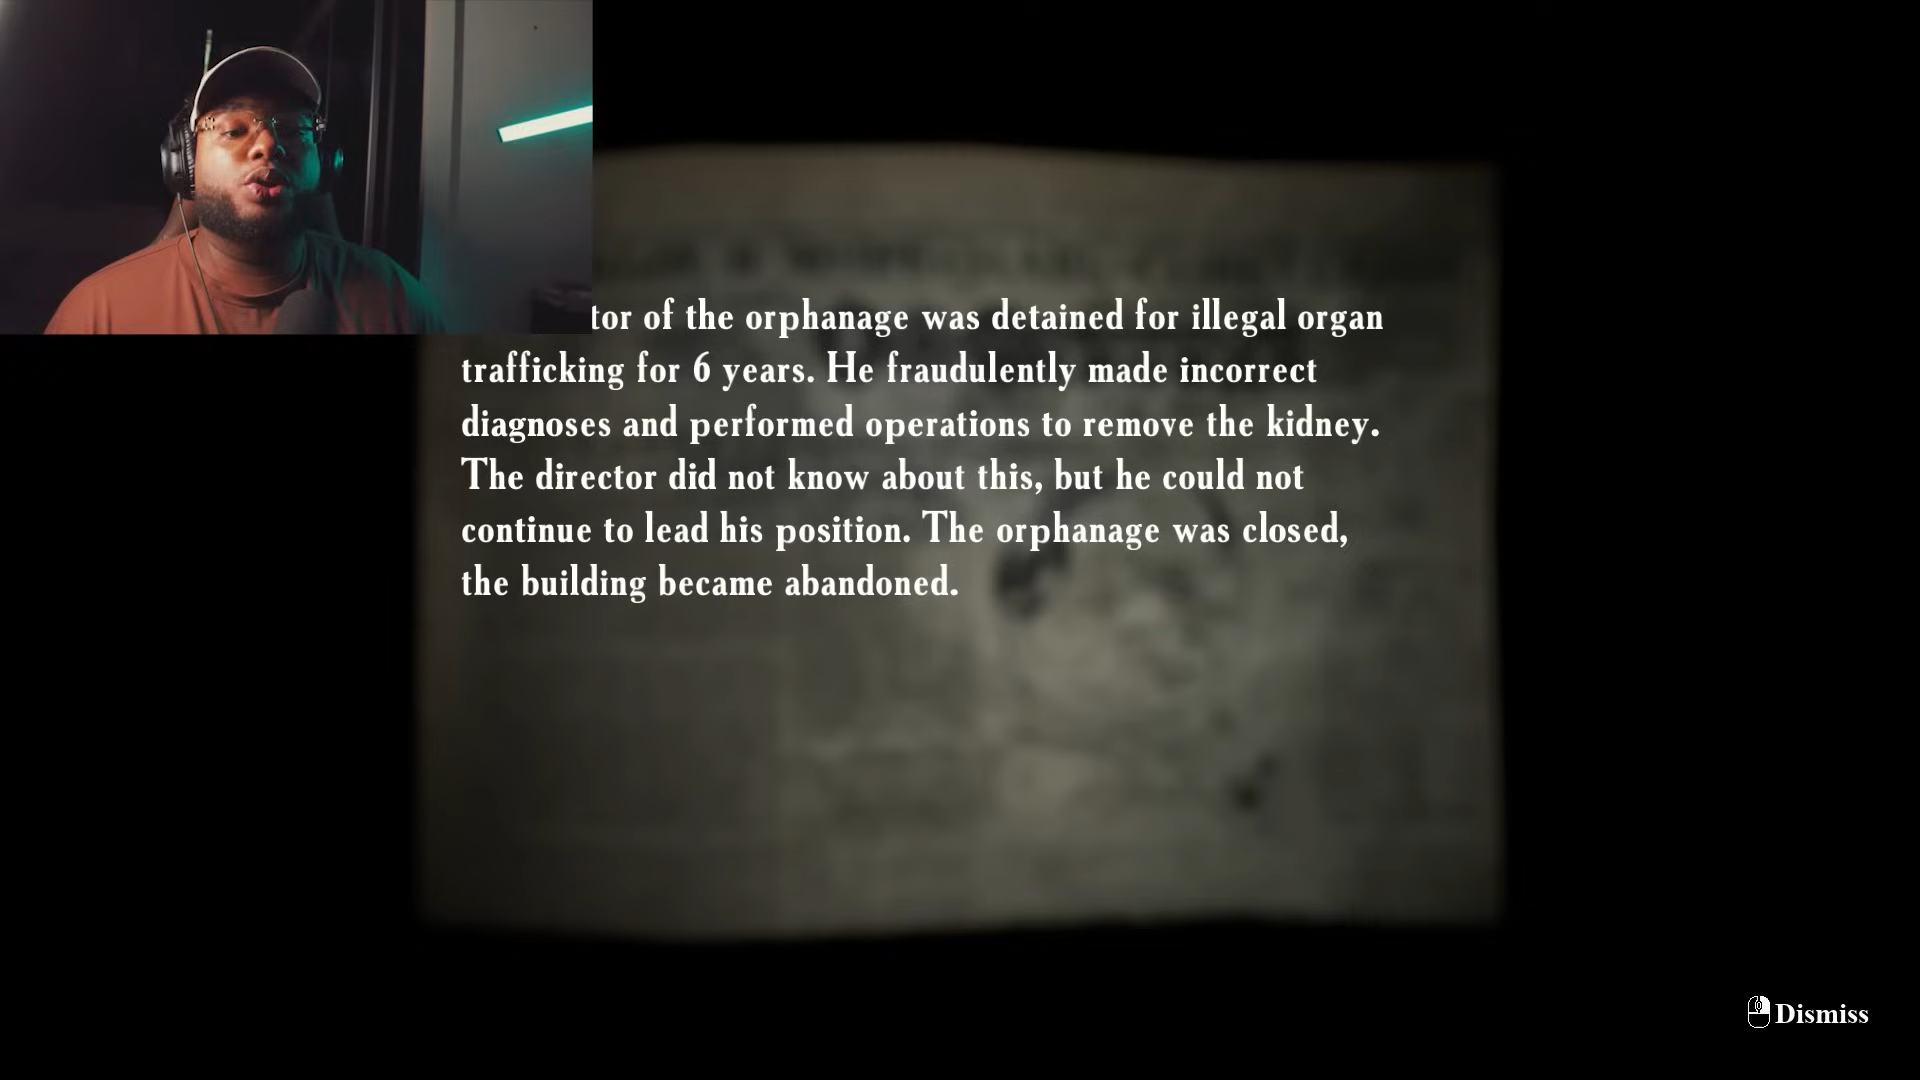 of the orphanage was detained for illegal organ
trafficking for 6 years. He fraudulently made incorrect
diagnoses and performed operations to remove the kidney.
The director did not know about this, but he could not
continue to lead his position. The orphanage was closed,
the building became abandoned.
Dismiss